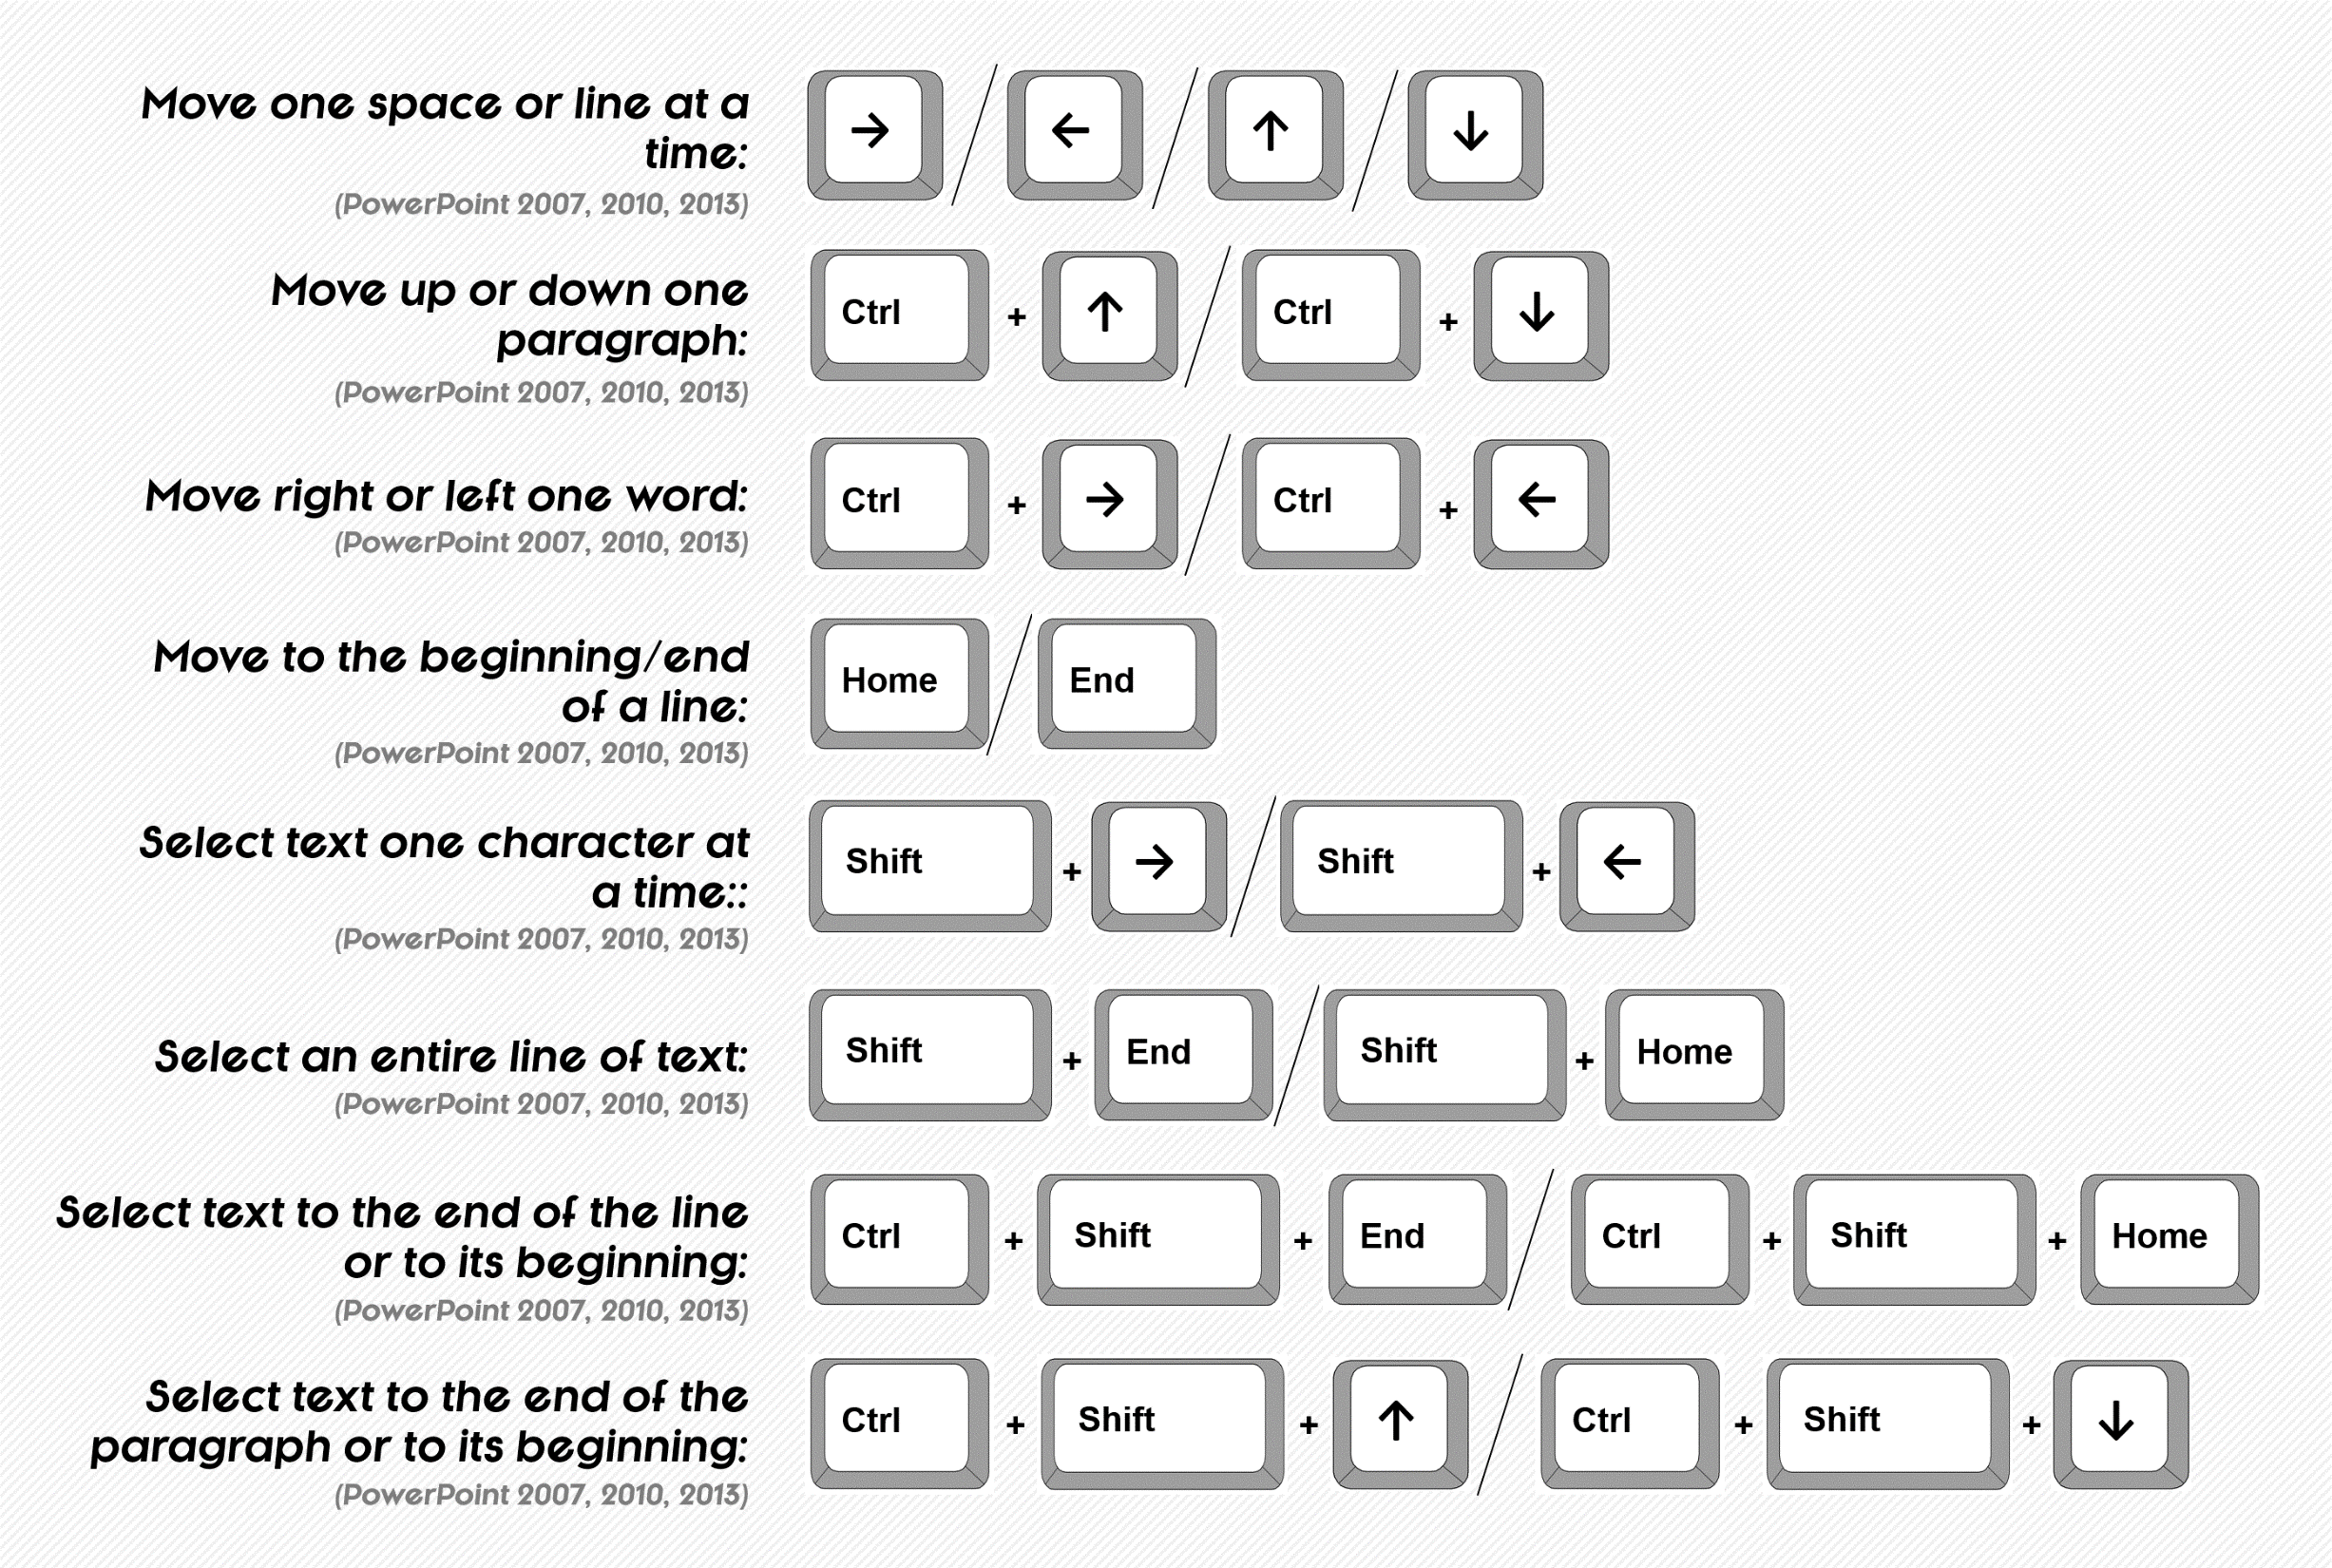 Move one space or line at a
time:
(PowerPoint 2007, 2010, 2013)
→ / ← / ↑ / ↓
Move up or down one
paragraph:
(PowerPoint 2007, 2010, 2013)
Ctrl + ↑ / Ctrl + ↓
Move right or left one word:
(PowerPoint 2007, 2010, 2013)
Ctrl + → / Ctrl + ←
Move to the beginning/end
of a line:
(PowerPoint 2007, 2010, 2013)
Home / End
Select text one character at
a time::
(PowerPoint 2007, 2010, 2013)
Shift + → / Shift + ←
Select an entire line of text:
(PowerPoint 2007, 2010, 2013)
Shift + End / Shift + Home
Select text to the end of the line
or to its beginning:
(PowerPoint 2007, 2010, 2013)
Ctrl + Shift + End / Ctrl + Shift + Home
Select text to the end of the
paragraph or to its beginning:
(PowerPoint 2007, 2010, 2013)
Ctrl + Shift + ↑ / Ctrl + Shift + ↓